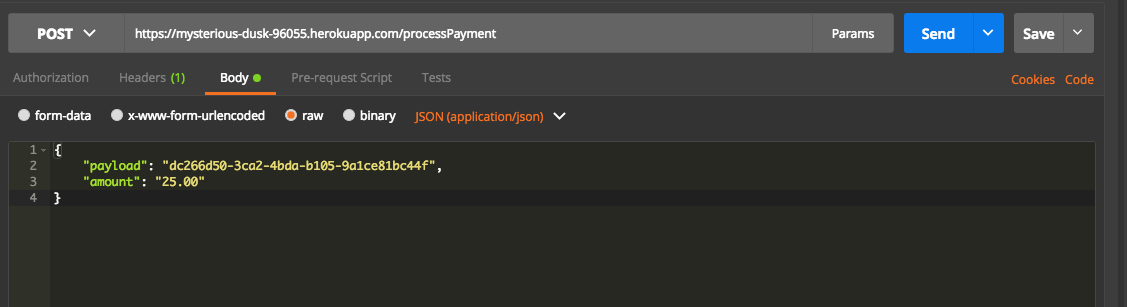 POST https://mysterious-dusk-96055.herokuapp.com/processPayment Params Send Save
Authorization Headers (1) Body Pre-request Script Tests Cookies Code
form-data x-www-form-urlencoded raw binary JSON (application/json)
1 {
2 "payload": "dc266d50-3ca2-4bda-b105-9a1ce81bc44f",
3 "amount": "25.00"
4 }